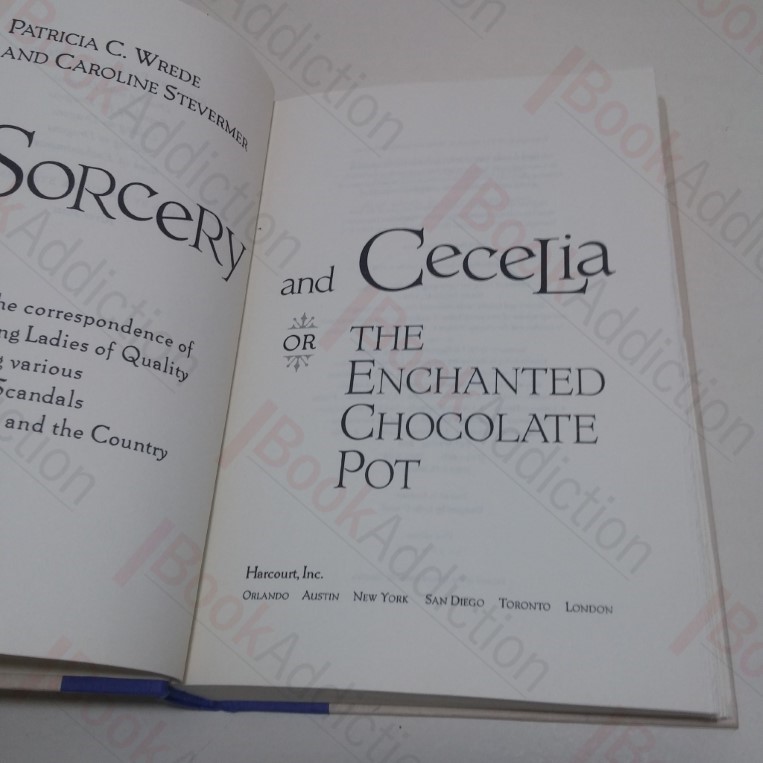 PATRICIA C. WREDE
AND CAROLINE STEVERMER
SORCERY
he correspondence of
ng Ladies of Quality
g various
Scandals
and the Country
and CeceLia
OR THE
ENCHANTED
CHOCOLATE
POT
Harcourt, Inc.
ORLANDO AUSTIN NEW YORK SAN DIEGO TORONTO LONDON
BookAddiction